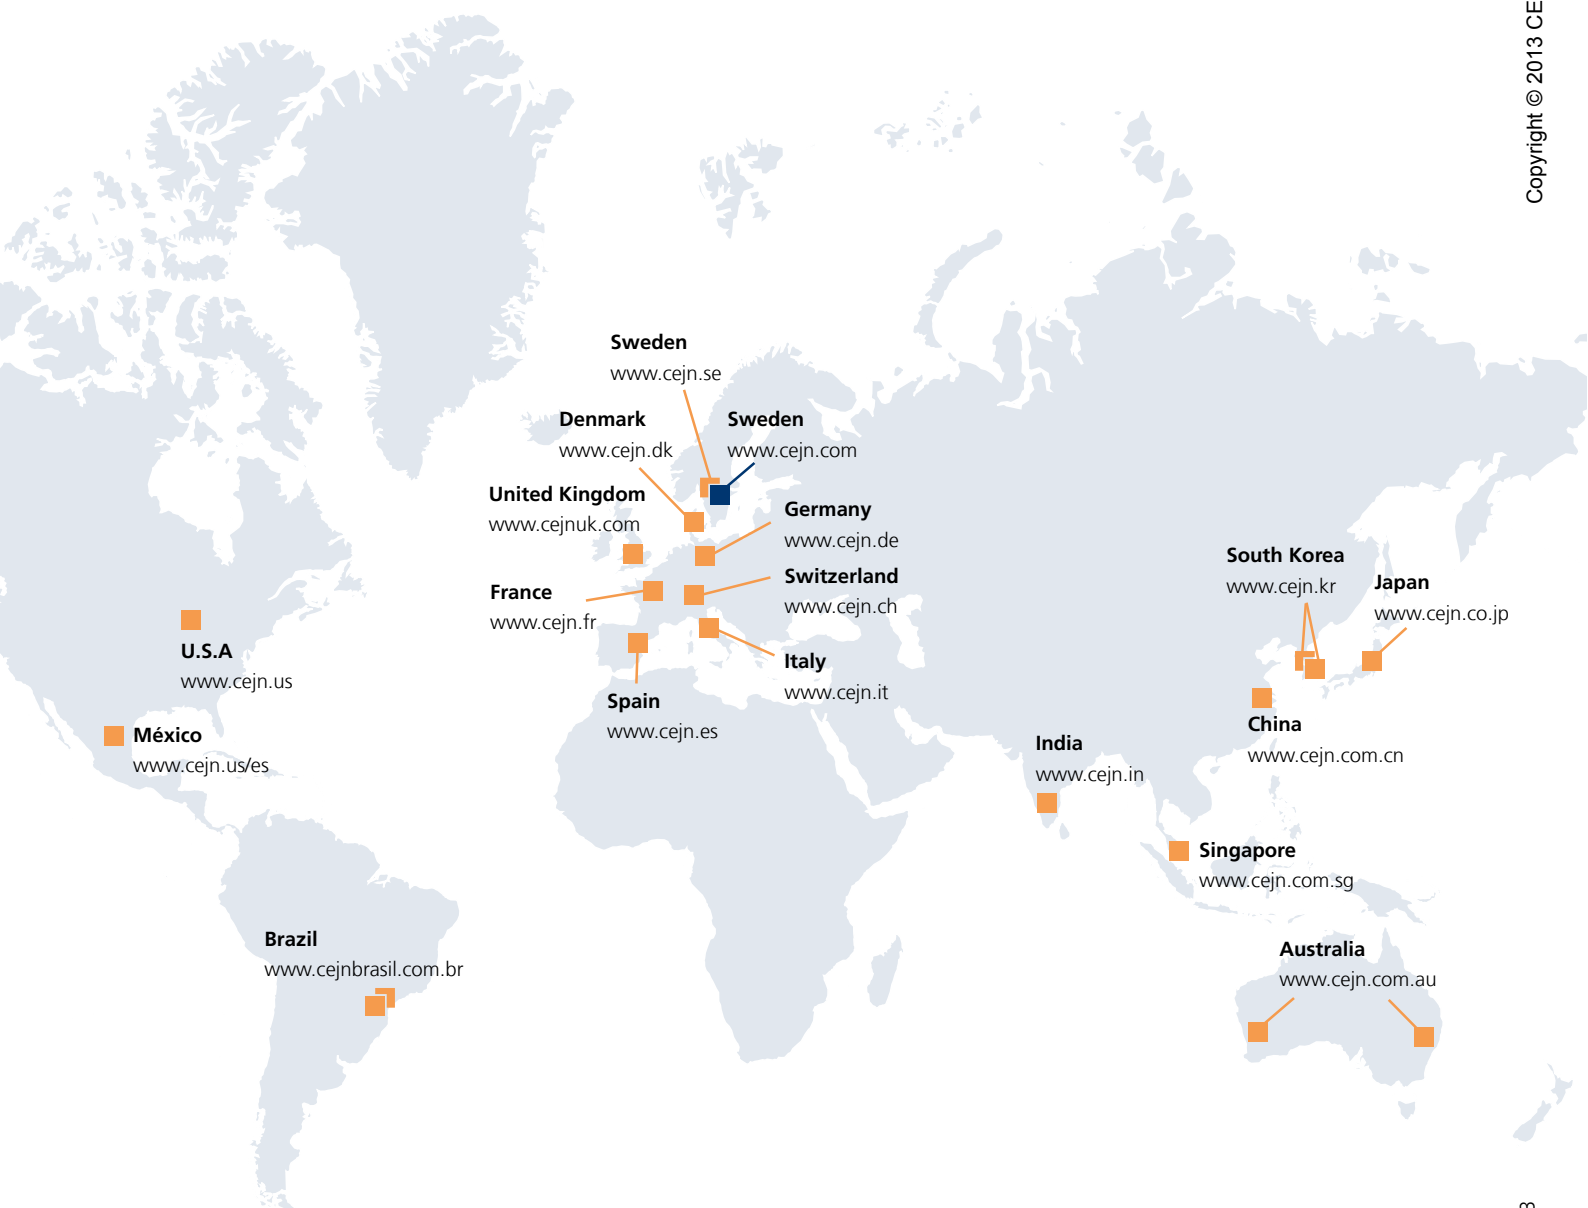 Copyright © 2013 CE
Sweden
www.cejn.se
Denmark
www.cejn.dk
Sweden
www.cejn.com
United Kingdom
www.cejnuk.com
Germany
www.cejn.de
France
www.cejn.fr
Switzerland
www.cejn.ch
South Korea
www.cejn.kr
Japan
www.cejn.co.jp
U.S.A
www.cejn.us
Italy
www.cejn.it
Spain
www.cejn.es
México
www.cejn.us/es
China
www.cejn.com.cn
India
www.cejn.in
Singapore
www.cejn.com.sg
Brazil
www.cejnbrasil.com.br
Australia
www.cejn.com.au